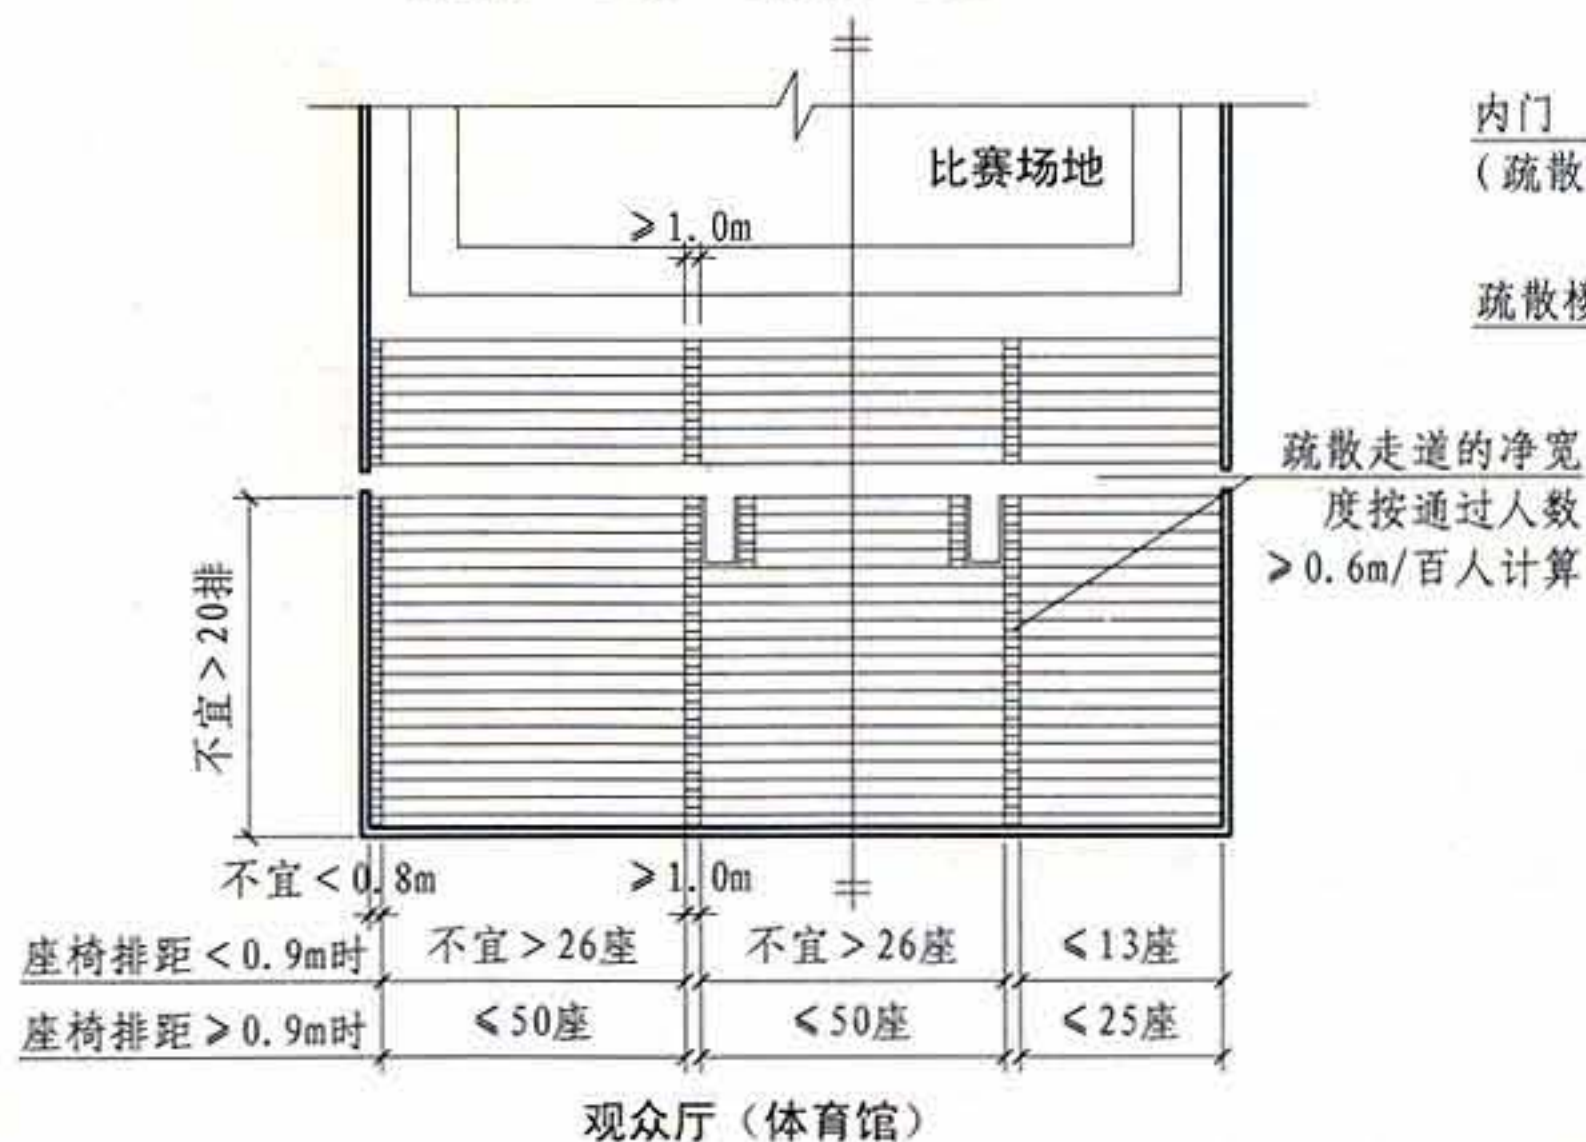 比赛场地
≥1.0m
内门
(疏散
疏散楼
疏散走道的净宽
度按通过人数
≥0.6m/百人计算
不宜>20排
不宜<0.8m
≥1.0m
座椅排距<0.9m时
不宜>26座
不宜>26座
≤13座
座椅排距≥0.9m时
≤50座
≤50座
≤25座
观众厅（体育馆）